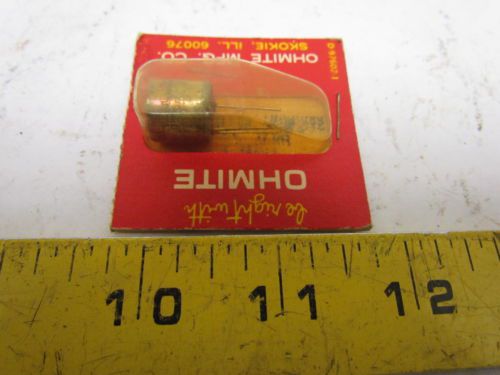 be right with
OHMITE
OHMITE MFG. CO.
SKOKIE, ILL. 60076
10 11 12